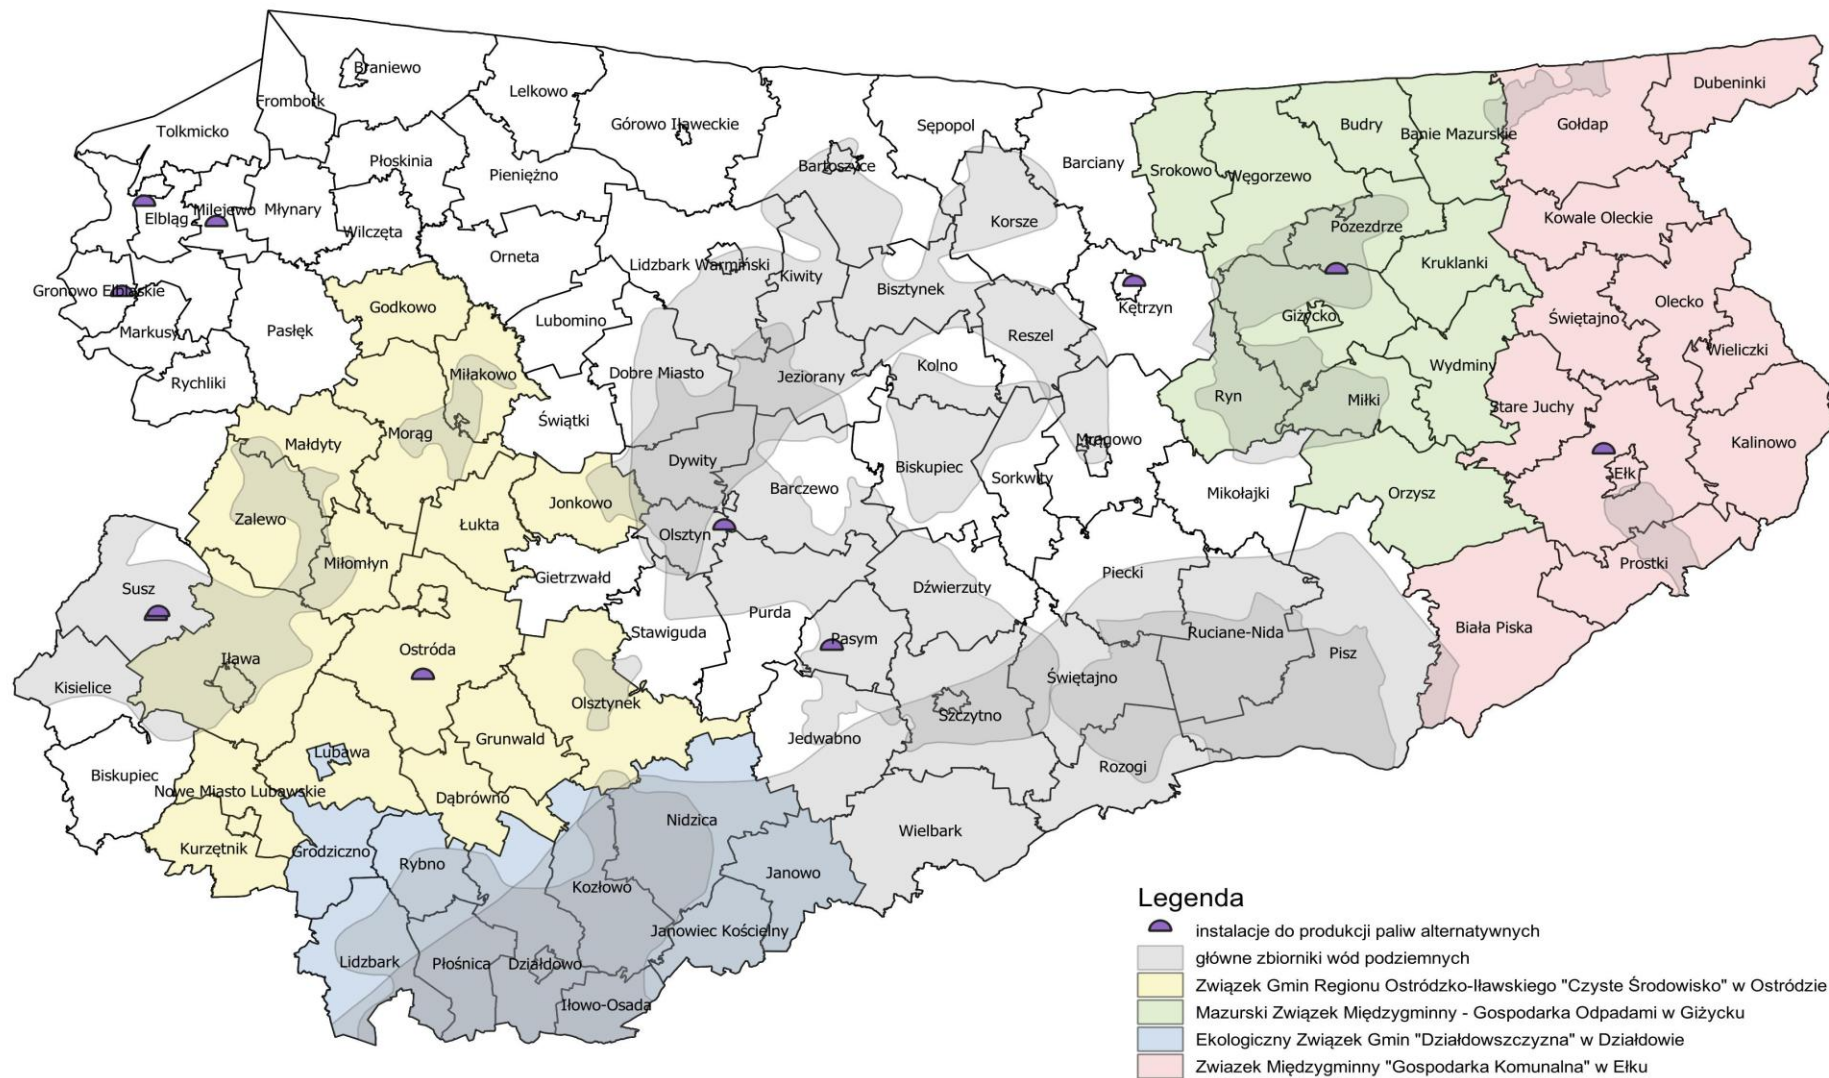 Braniewo
Lelkowo
Frombork
Tolkmicko
Górowo Iławeckie
Sępopol
Płoskinia
Pieniężno
Bartoszyce
Barciany
Srokowo
Węgorzewo
Budry
Banie Mazurskie
Gołdap
Dubeninki
Elbląg
Milejewo
Młynary
Wilczęta
Orneta
Korsze
Pozezdrze
Kowale Oleckie
Gronowo Elbląskie
Markusy
Pasłęk
Godkowo
Lidzbark Warmiński
Kiwity
Bisztynek
Kętrzyn
Kruklanki
Olecko
Rychliki
Lubomino
Reszel
Giżycko
Świętajno
Wieliczki
Miłakowo
Dobre Miasto
Jeziorany
Kolno
Wydminy
Małdyty
Morąg
Świątki
Mrągowo
Ryn
Miłki
Stare Juchy
Kalinowo
Dywity
Barczewo
Biskupiec
Sorkwity
Mikołajki
Orzysz
Ełk
Zalewo
Łukta
Jonkowo
Olsztyn
Susz
Miłomłyn
Gietrzwałd
Purda
Dźwierzuty
Piecki
Prostki
Stawiguda
Pasym
Ruciane-Nida
Pisz
Biała Piska
Kisielice
Iława
Ostróda
Olsztynek
Świętajno
Szczytno
Biskupiec
Lubawa
Grunwald
Jedwabno
Rozogi
Nowe Miasto Lubawskie
Dąbrówno
Nidzica
Wielbark
Kurzętnik
Grodziczno
Rybno
Kozłowo
Janowo
Janowiec Kościelny
Lidzbark
Płośnica
Działdowo
Iłowo-Osada
Legenda
instalacje do produkcji paliw alternatywnych
główne zbiorniki wód podziemnych
Związek Gmin Regionu Ostródzko-Iławskiego "Czyste Środowisko" w Ostródzie
Mazurski Związek Międzygminny - Gospodarka Odpadami w Giżycku
Ekologiczny Związek Gmin "Działdowszczyzna" w Działdowie
Zwiazek Międzygminny "Gospodarka Komunalna" w Ełku